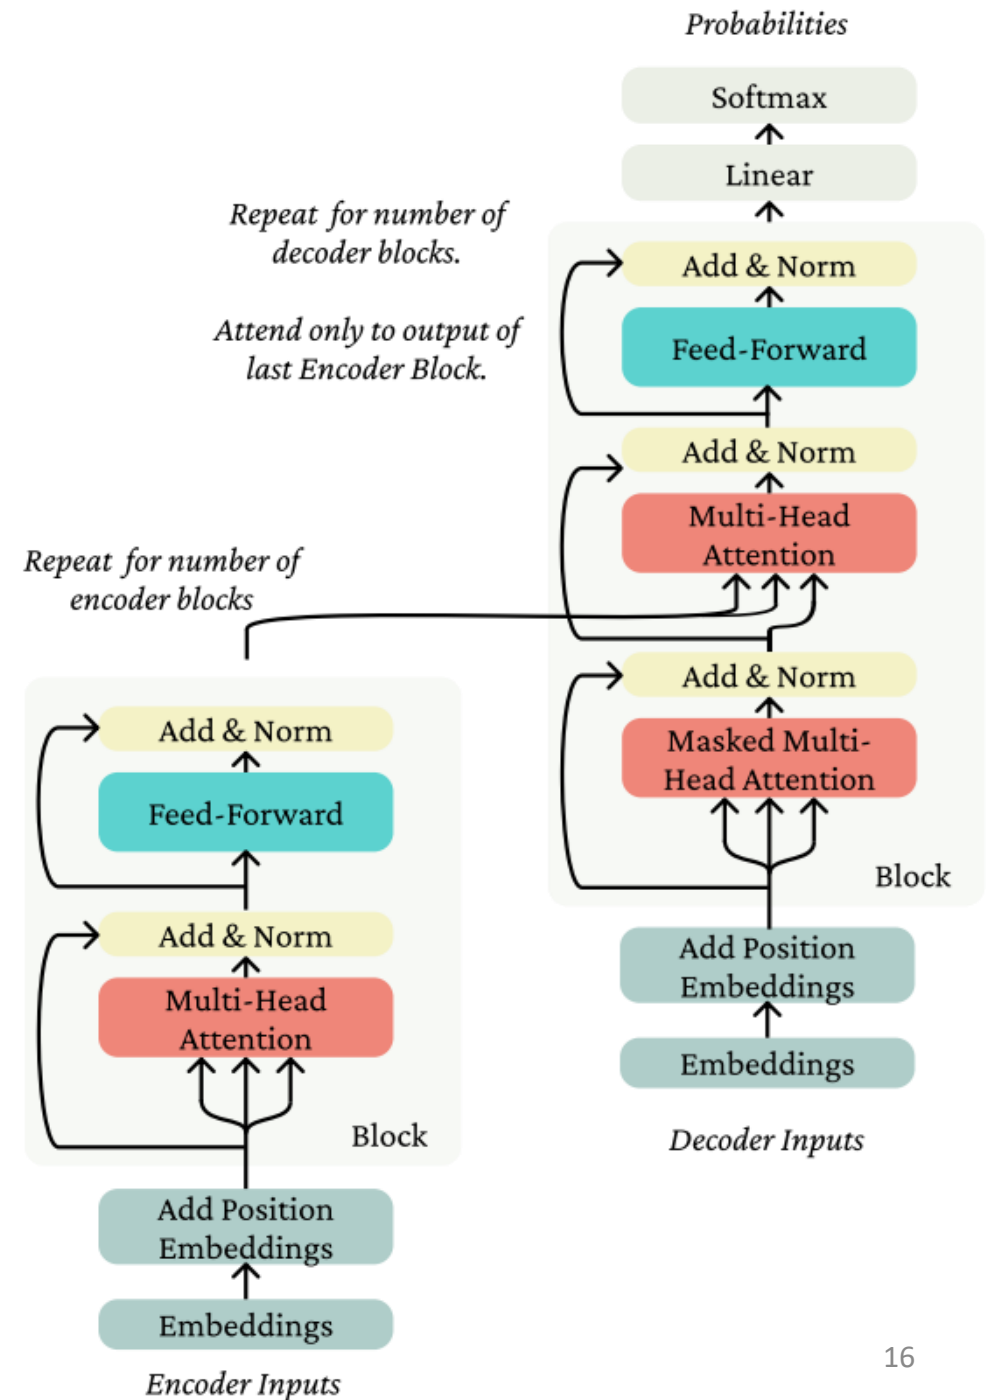 Probabilities
Softmax
Linear
Repeat for number of
decoder blocks.
Attend only to output of
last Encoder Block.
Add & Norm
Feed-Forward
Add & Norm
Multi-Head
Attention
Add & Norm
Masked Multi-
Head Attention
Block
Add Position
Embeddings
Embeddings
Decoder Inputs
Repeat for number of
encoder blocks
Add & Norm
Feed-Forward
Add & Norm
Multi-Head
Attention
Block
Add Position
Embeddings
Embeddings
Encoder Inputs
16